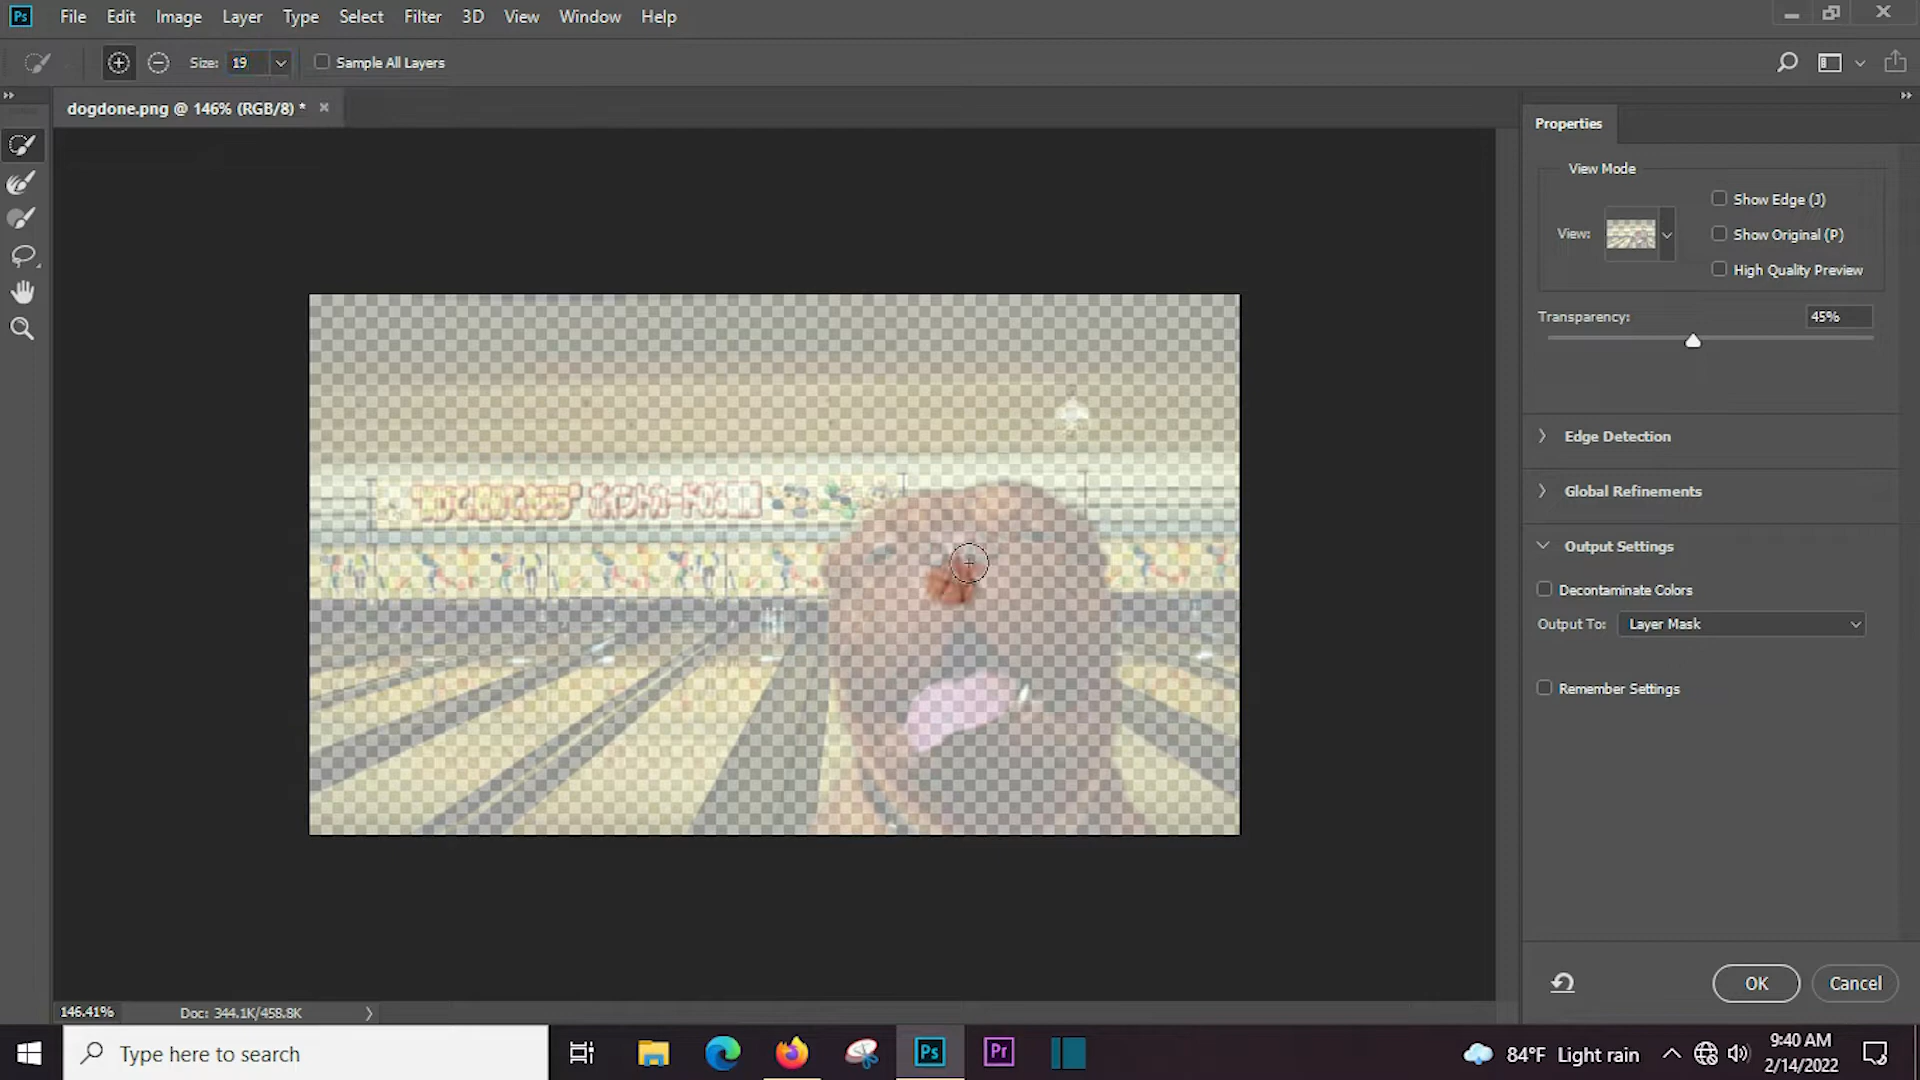 Ps File Edit Image Layer Type Select Filter 3D View Window Help
Size: 19 Sample All Layers
dogdone.png @ 146% (RGB/8) *
Properties
View Mode
Show Edge (J)
View:
Show Original (P)
High Quality Preview
Transparency: 45%
Edge Detection
Global Refinements
Output Settings
Decontaminate Colors
Output To: Layer Mask
Remember Settings
OK Cancel
146.41% Doc: 344.1K/458.8K
Type here to search
Ps Pr
84°F Light rain
9:40 AM
2/14/2022